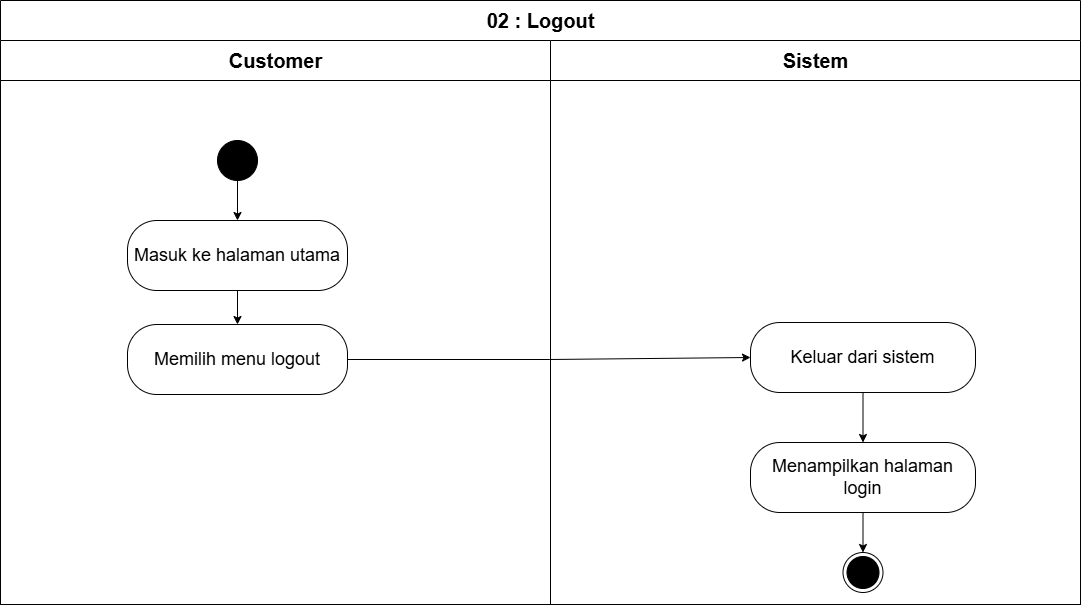 02 : Logout
Customer
Sistem
Masuk ke halaman utama
Memilih menu logout
Keluar dari sistem
Menampilkan halaman
login